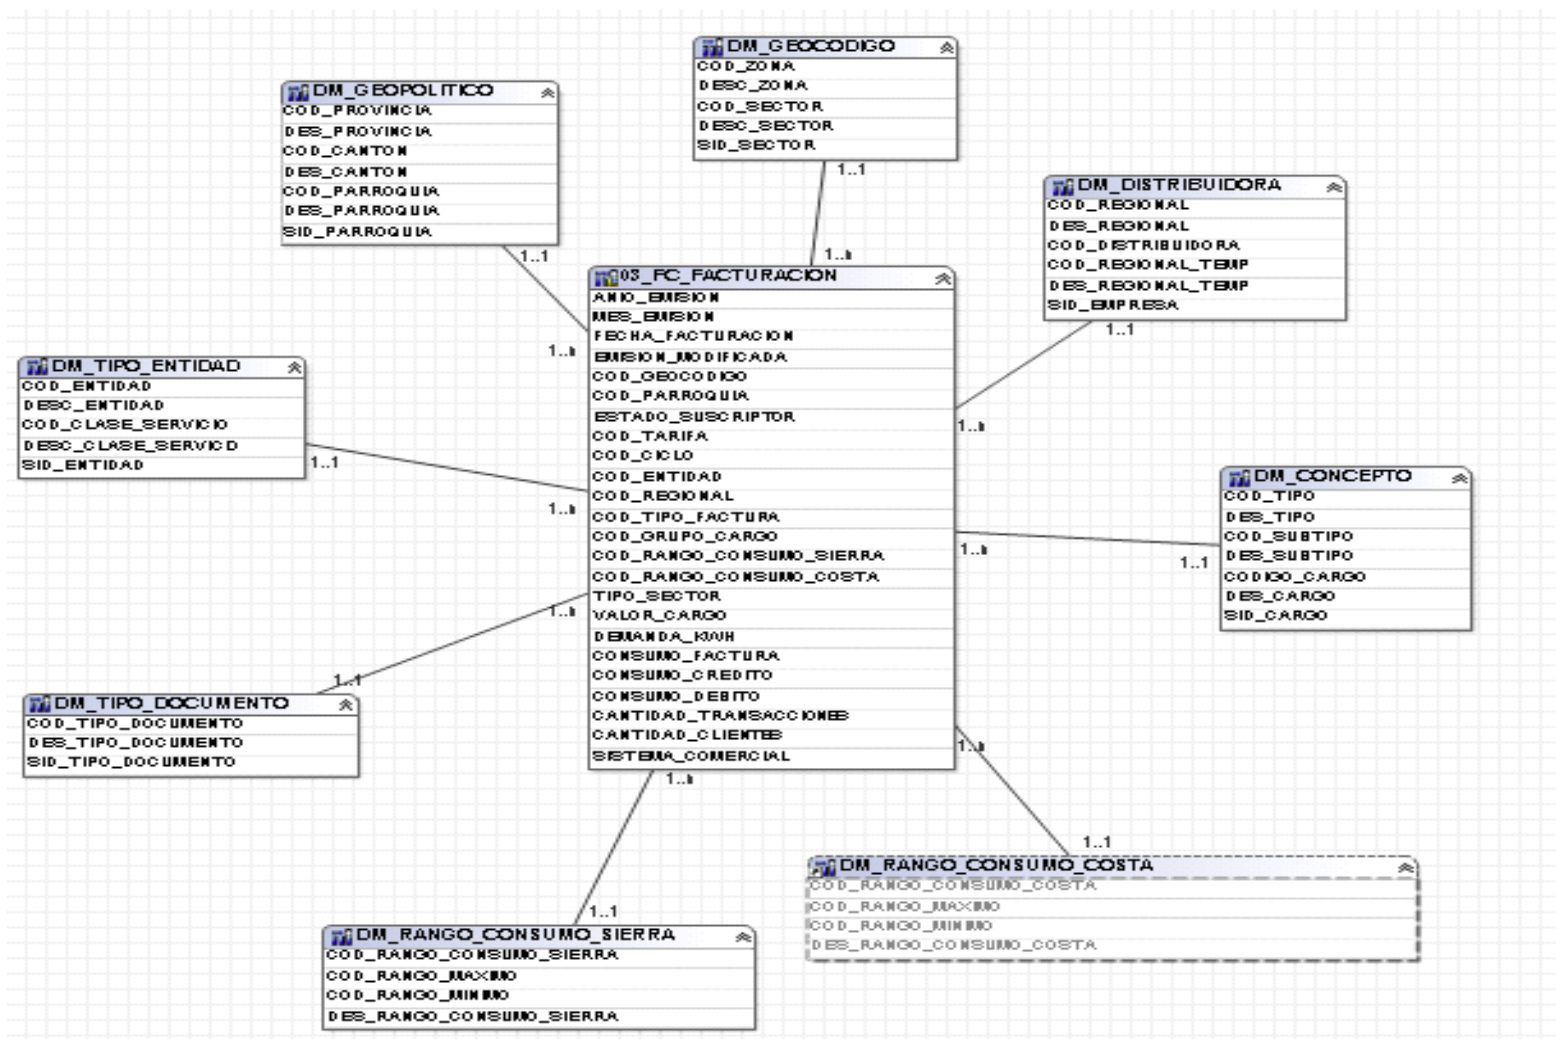 DM_GEOCODIGO
COD_ZONA
DESC_ZONA
COD_SECTOR
DESC_SECTOR
SID_SECTOR
1..1
1..n
DM_GEOPOLITICO
COD_PROVINCIA
DES_PROVINCIA
COD_CANTON
DES_CANTON
COD_PARROQUIA
DES_PARROQUIA
SID_PARROQUIA
1..1
1..n
DM_DISTRIBUIDORA
COD_REGIONAL
DES_REGIONAL
COD_DISTRIBUIDORA
COD_REGIONAL_TEMP
DES_REGIONAL_TEMP
SID_EMPRESA
1..1
1..n
03_FC_FACTURACION
ANIO_EMISION
MES_EMISION
FECHA_FACTURACION
EMISION_MODIFICADA
COD_GEOCODIGO
COD_PARROQUIA
ESTADO_SUSCRIPTOR
COD_TARIFA
COD_CICLO
COD_ENTIDAD
COD_REGIONAL
COD_TIPO_FACTURA
COD_GRUPO_CARGO
COD_RANGO_CONSUMO_SIERRA
COD_RANGO_CONSUMO_COSTA
TIPO_SECTOR
VALOR_CARGO
DEMANDA_KWH
CONSUMO_FACTURA
CONSUMO_CREDITO
CONSUMO_DEBITO
CANTIDAD_TRANSACCIONES
CANTIDAD_CLIENTES
SISTEMA_COMERCIAL
DM_TIPO_ENTIDAD
COD_ENTIDAD
DESC_ENTIDAD
COD_CLASE_SERVICIO
DESC_CLASE_SERVICIO
SID_ENTIDAD
1..1
1..n
DM_CONCEPTO
COD_TIPO
DES_TIPO
COD_SUBTIPO
DES_SUBTIPO
CODIGO_CARGO
DES_CARGO
SID_CARGO
1..n
1..1
DM_TIPO_DOCUMENTO
COD_TIPO_DOCUMENTO
DES_TIPO_DOCUMENTO
SID_TIPO_DOCUMENTO
1..n
1..1
DM_RANGO_CONSUMO_COSTA
COD_RANGO_CONSUMO_COSTA
COD_RANGO_MAXIMO
COD_RANGO_MINIMO
DES_RANGO_CONSUMO_COSTA
1..n
1..1
DM_RANGO_CONSUMO_SIERRA
COD_RANGO_CONSUMO_SIERRA
COD_RANGO_MAXIMO
COD_RANGO_MINIMO
DES_RANGO_CONSUMO_SIERRA
1..n
1..1